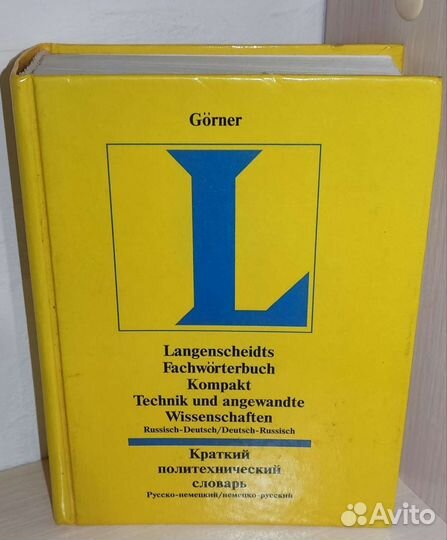 Görner
L
Langenscheidts
Fachwörterbuch
Kompakt
Technik und angewandte
Wissenschaften
Russisch-Deutsch/Deutsch-Russisch
Краткий
политехнический
словарь
Русско-немецкий/немецко-русский
Avito